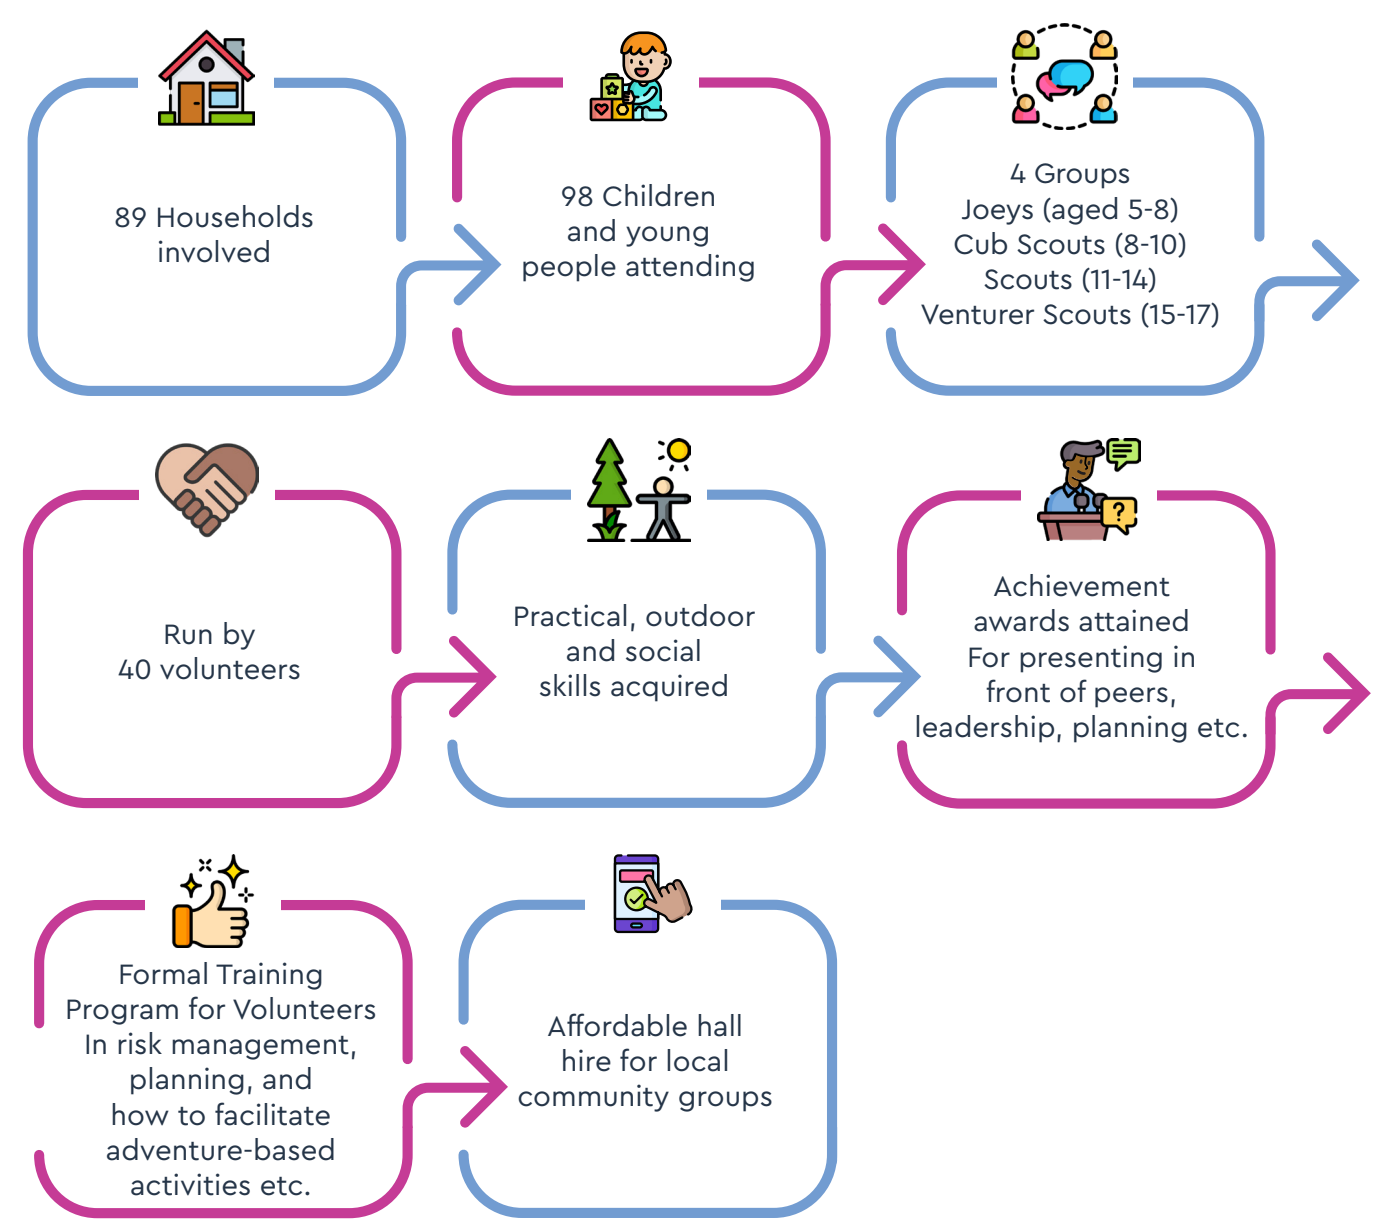 89 Households
involved
98 Children
and young
people attending
4 Groups
Joeys (aged 5-8)
Cub Scouts (8-10)
Scouts (11-14)
Venturer Scouts (15-17)
Run by
40 volunteers
Practical, outdoor
and social
skills acquired
Achievement
awards attained
For presenting in
front of peers,
leadership, planning etc.
?
Formal Training
Program for Volunteers
In risk management,
planning, and
how to facilitate
adventure-based
activities etc.
Affordable hall
hire for local
community groups